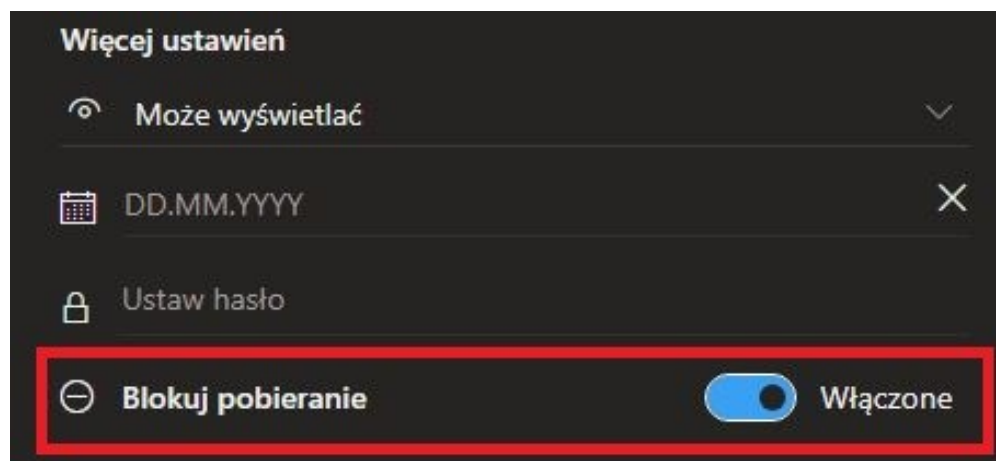 Więcej ustawień
Może wyświetlać
DD.MM.YYYY
Ustaw hasło
Blokuj pobieranie Włączone